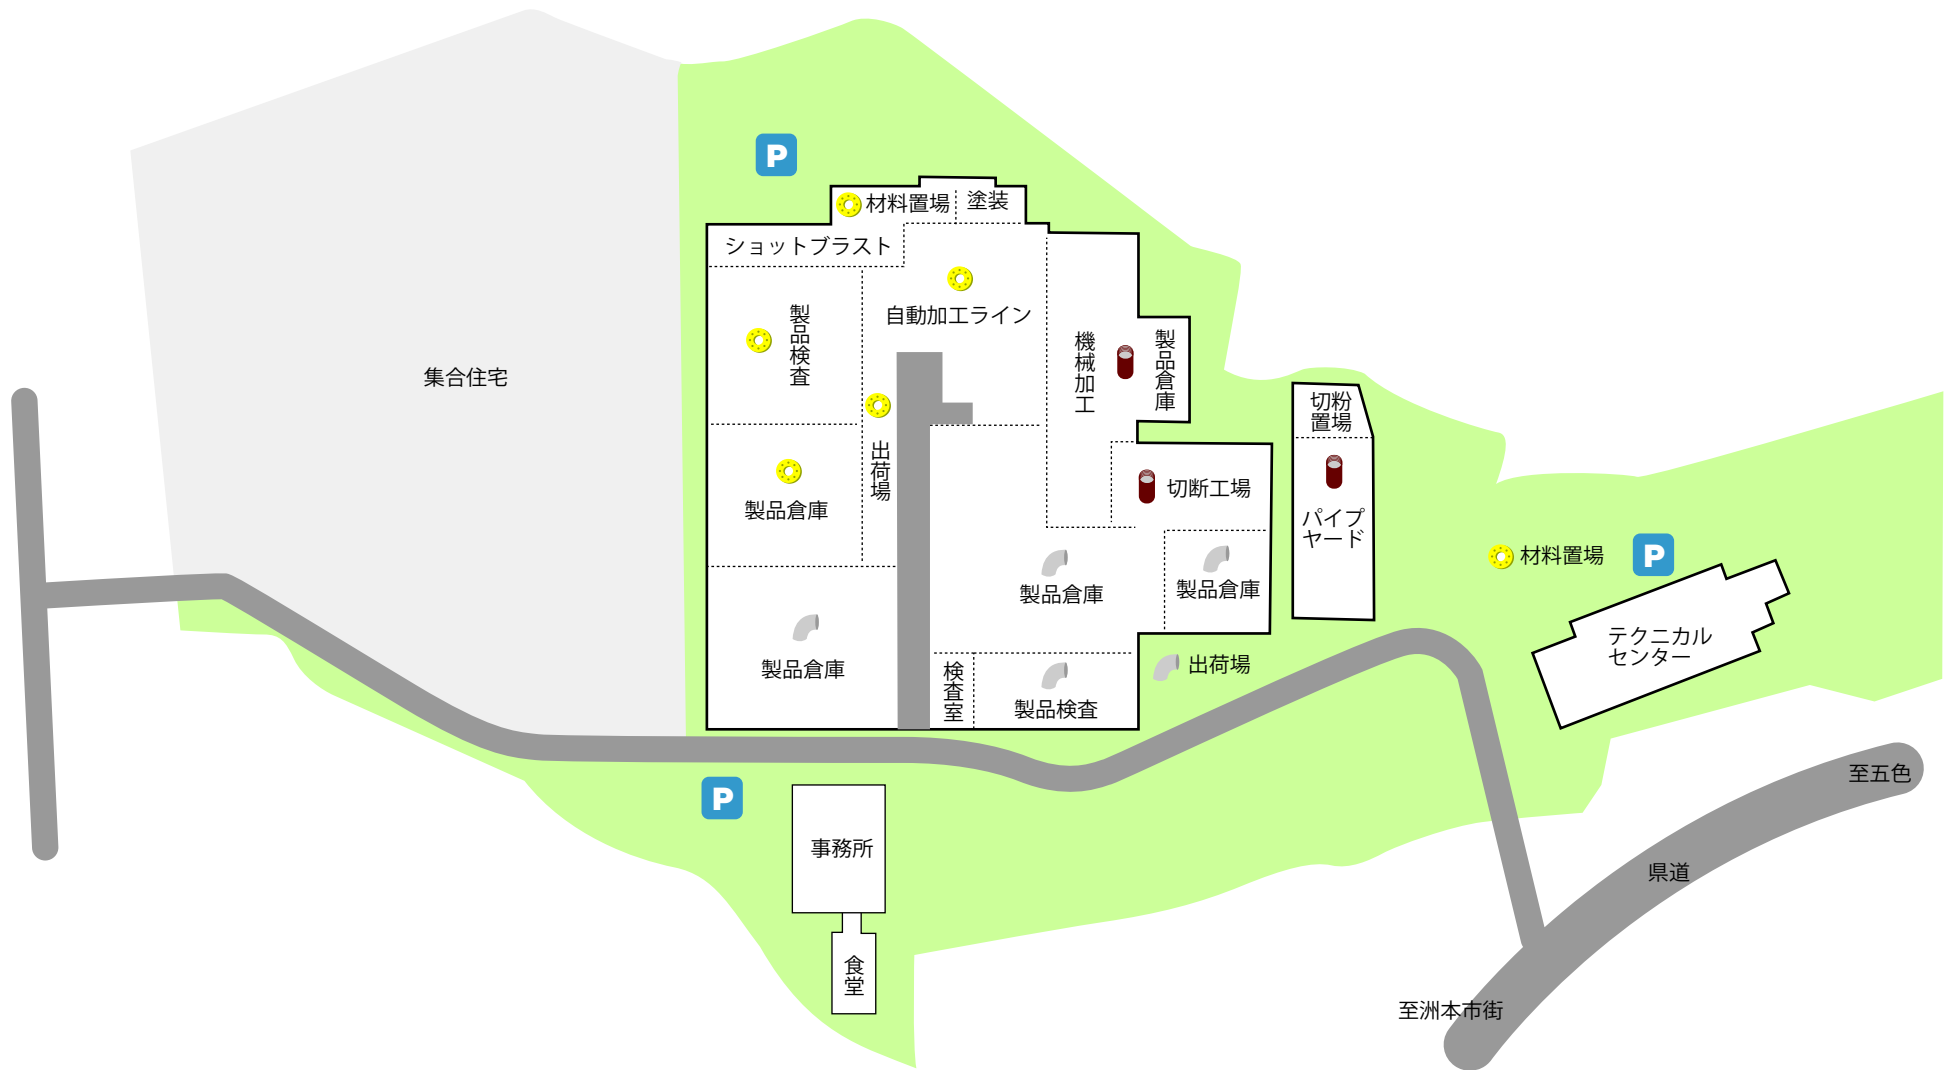 P
材料置場
塗装
ショットブラスト
自動加工ライン
製品検査
機械加工
製品倉庫
集合住宅
切粉
置場
出荷場
切断工場
製品倉庫
パイプ
ヤード
材料置場
P
製品倉庫
製品倉庫
テクニカル
センター
製品倉庫
出荷場
検査室
製品検査
P
至五色
事務所
県道
食堂
至洲本市街